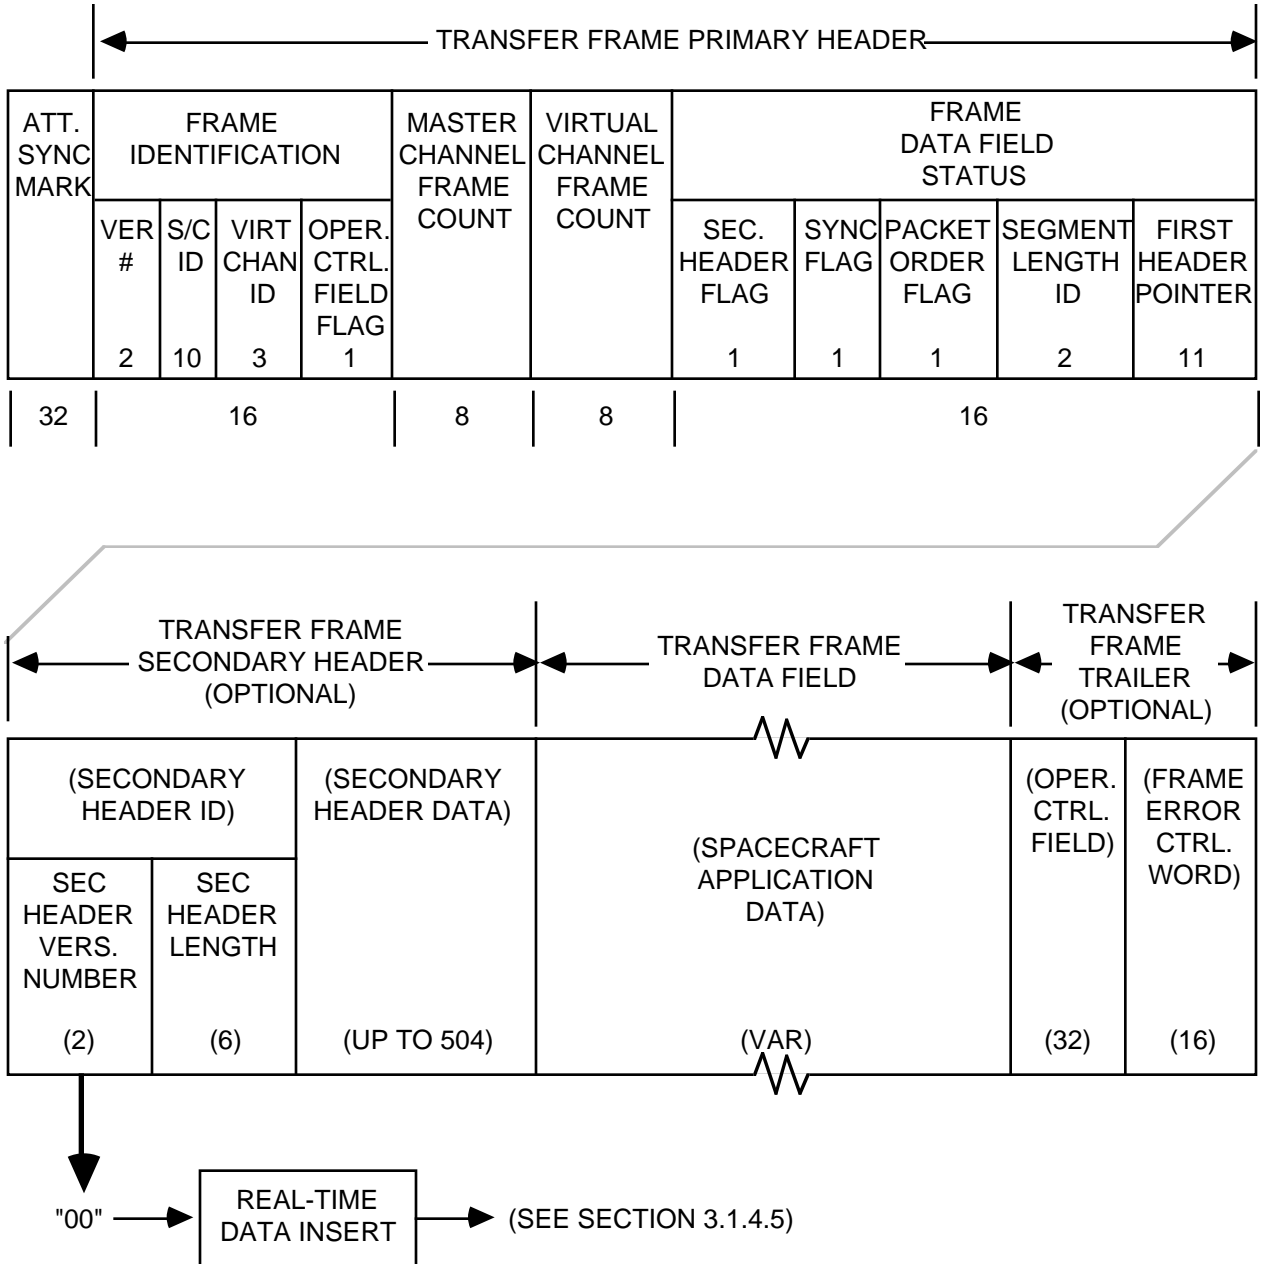 TRANSFER FRAME PRIMARY HEADER
ATT.
SYNC
MARK
FRAME
IDENTIFICATION
MASTER
CHANNEL
FRAME
COUNT
VIRTUAL
CHANNEL
FRAME
COUNT
FRAME
DATA FIELD
STATUS
VER
#
2
S/C
ID
10
VIRT
CHAN
ID
3
OPER.
CTRL.
FIELD
FLAG
1
SEC.
HEADER
FLAG
1
SYNC
FLAG
1
PACKET
ORDER
FLAG
1
SEGMENT
LENGTH
ID
2
FIRST
HEADER
POINTER
11
32
16
8
8
16
TRANSFER FRAME
SECONDARY HEADER
(OPTIONAL)
TRANSFER FRAME
DATA FIELD
TRANSFER
FRAME
TRAILER
(OPTIONAL)
(SECONDARY
HEADER ID)
SEC
HEADER
VERS.
NUMBER
(2)
SEC
HEADER
LENGTH
(6)
(SECONDARY
HEADER DATA)
(UP TO 504)
(SPACECRAFT
APPLICATION
DATA)
(VAR)
(OPER.
CTRL.
FIELD)
(32)
(FRAME
ERROR
CTRL.
WORD)
(16)
"00"
REAL-TIME
DATA INSERT
(SEE SECTION 3.1.4.5)